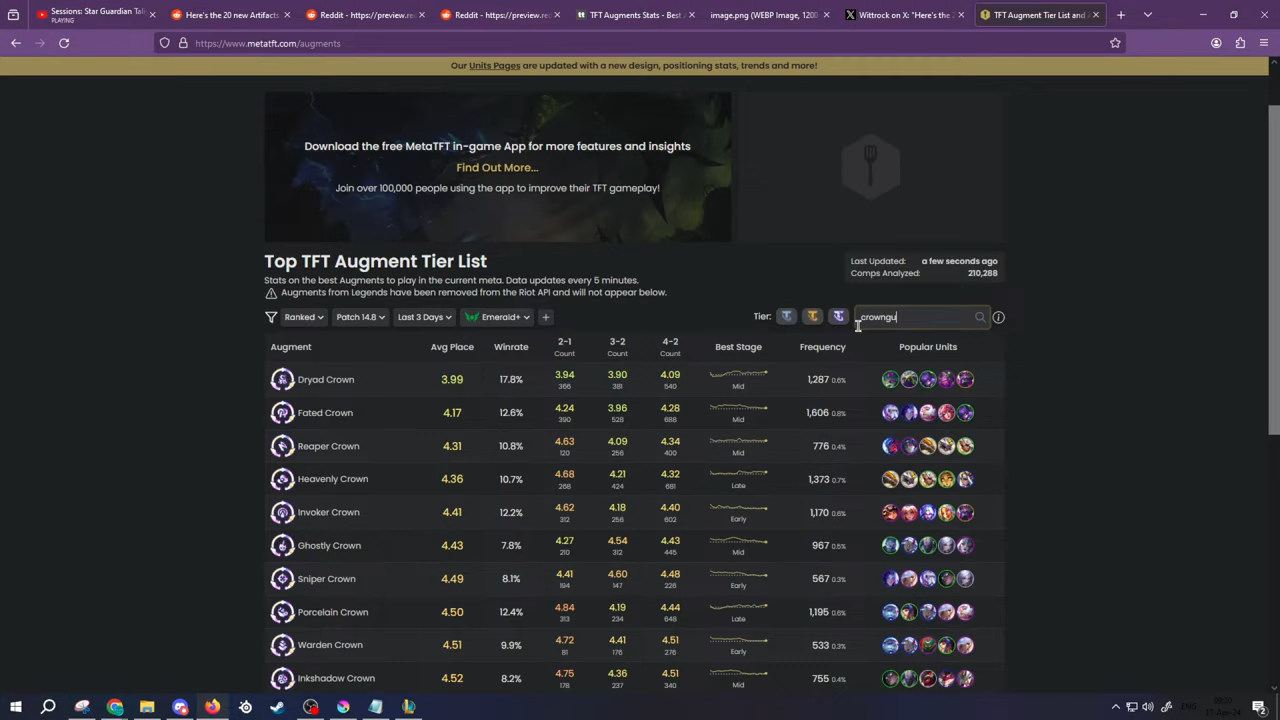 Sessions: Star Guardian Tali
PLAYING
Here's the 20 new Artifacts
Reddit - https://preview.red
Reddit - https://preview.red
TFT Augments Stats - Best
image.png (WEBP Image, 1200
Wittrock on X: "Here's the 2
TFT Augment Tier List and
https://www.metatft.com/augments
Our Units Pages are updated with a new design, positioning stats, trends and more!
Download the free MetaTFT in-game App for more features and insights
Find Out More...
Join over 100,000 people using the app to improve their TFT gameplay!
Top TFT Augment Tier List
Stats on the best Augments to play in the current meta. Data updates every 5 minutes.
Augments from Legends have been removed from the Riot API and will not appear below.
Last Updated: a few seconds ago
Comps Analyzed: 210,288
Ranked Patch 14.8 Last 3 Days Emerald+ + Tier: crowngu
Augment Avg Place Winrate 2-1 Count 3-2 Count 4-2 Count Best Stage Frequency Popular Units
Dryad Crown 3.99 17.8% 3.94 366 3.90 381 4.09 540 Mid 1,287 0.6%
Fated Crown 4.17 12.6% 4.24 390 3.96 528 4.28 688 Mid 1,606 0.8%
Reaper Crown 4.31 10.8% 4.63 120 4.09 256 4.34 400 Mid 776 0.4%
Heavenly Crown 4.36 10.7% 4.68 268 4.21 424 4.32 681 Late 1,373 0.7%
Invoker Crown 4.41 12.2% 4.62 312 4.18 256 4.40 602 Early 1,170 0.6%
Ghostly Crown 4.43 7.8% 4.27 210 4.54 312 4.43 445 Mid 967 0.5%
Sniper Crown 4.49 8.1% 4.41 194 4.60 147 4.48 226 Early 567 0.3%
Porcelain Crown 4.50 12.4% 4.84 313 4.19 234 4.44 648 Late 1,195 0.6%
Warden Crown 4.51 9.9% 4.72 81 4.41 176 4.51 276 Early 533 0.3%
Inkshadow Crown 4.52 8.2% 4.75 178 4.36 237 4.51 340 Mid 755 0.4%
ENG